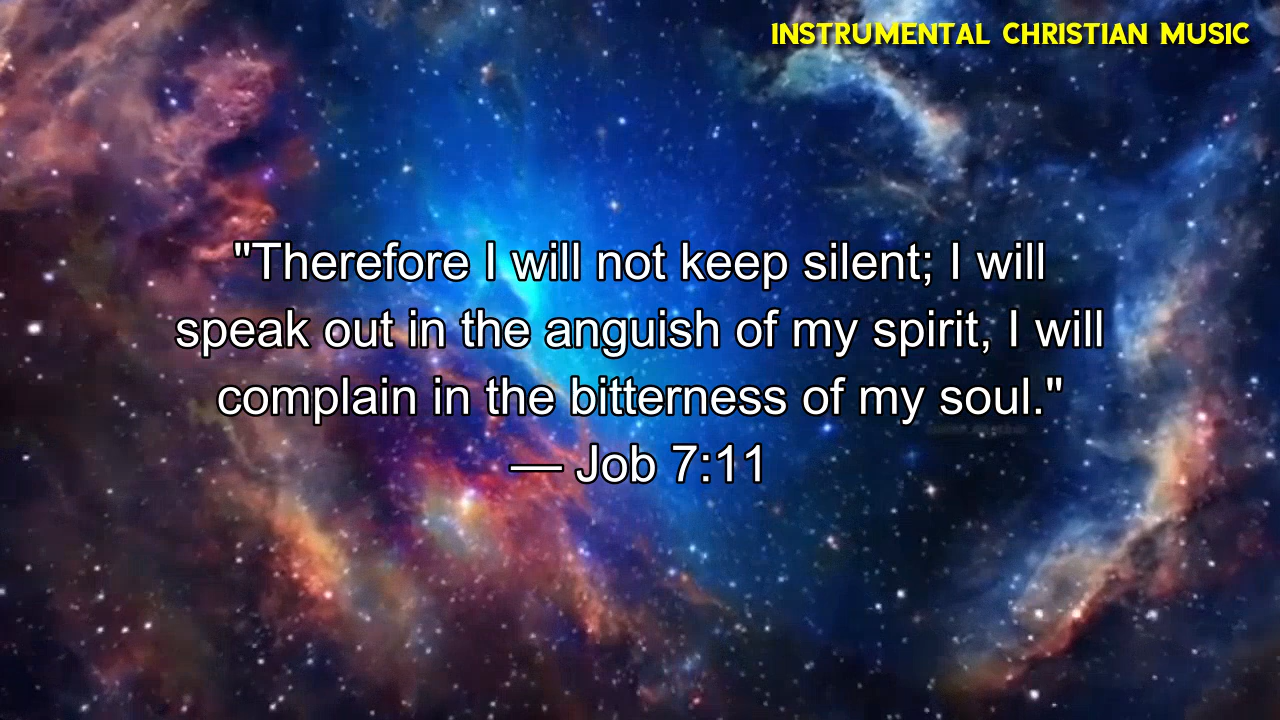 INSTRUMENTAL CHRISTIAN MUSIC
"Therefore I will not keep silent; I will
speak out in the anguish of my spirit, I will
complain in the bitterness of my soul."
— Job 7:11